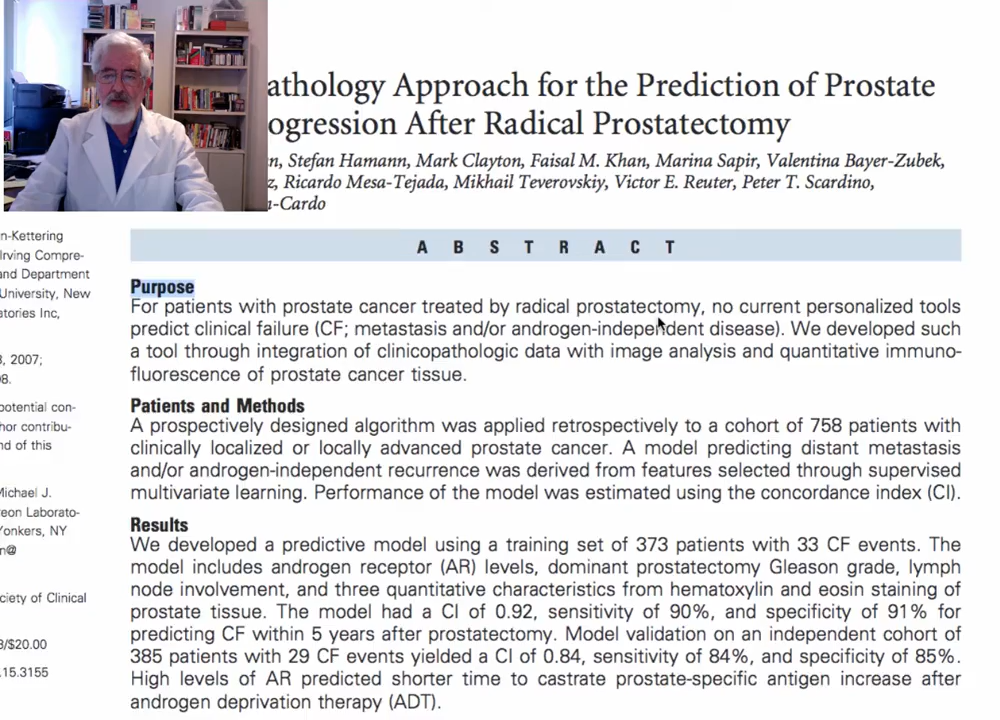 athology Approach for the Prediction of Prostate
ogression After Radical Prostatectomy
n, Stefan Hamann, Mark Clayton, Faisal M. Khan, Marina Sapir, Valentina Bayer-Zubek,
z, Ricardo Mesa-Tejada, Mikhail Teverovskiy, Victor E. Reuter, Peter T. Scardino,
a-Cardo
n-Kettering
Irving Compre-
and Department
University, New
atories Inc,
3, 2007;
08.
potential con-
hor contribu-
nd of this
Michael J.
reon Laborato-
Yonkers, NY
n@
ciety of Clinical
8/$20.00
.15.3155
A B S T R A C T
Purpose
For patients with prostate cancer treated by radical prostatectomy, no current personalized tools
predict clinical failure (CF; metastasis and/or androgen-independent disease). We developed such
a tool through integration of clinicopathologic data with image analysis and quantitative immuno-
fluorescence of prostate cancer tissue.
Patients and Methods
A prospectively designed algorithm was applied retrospectively to a cohort of 758 patients with
clinically localized or locally advanced prostate cancer. A model predicting distant metastasis
and/or androgen-independent recurrence was derived from features selected through supervised
multivariate learning. Performance of the model was estimated using the concordance index (CI).
Results
We developed a predictive model using a training set of 373 patients with 33 CF events. The
model includes androgen receptor (AR) levels, dominant prostatectomy Gleason grade, lymph
node involvement, and three quantitative characteristics from hematoxylin and eosin staining of
prostate tissue. The model had a CI of 0.92, sensitivity of 90%, and specificity of 91% for
predicting CF within 5 years after prostatectomy. Model validation on an independent cohort of
385 patients with 29 CF events yielded a CI of 0.84, sensitivity of 84%, and specificity of 85%.
High levels of AR predicted shorter time to castrate prostate-specific antigen increase after
androgen deprivation therapy (ADT).